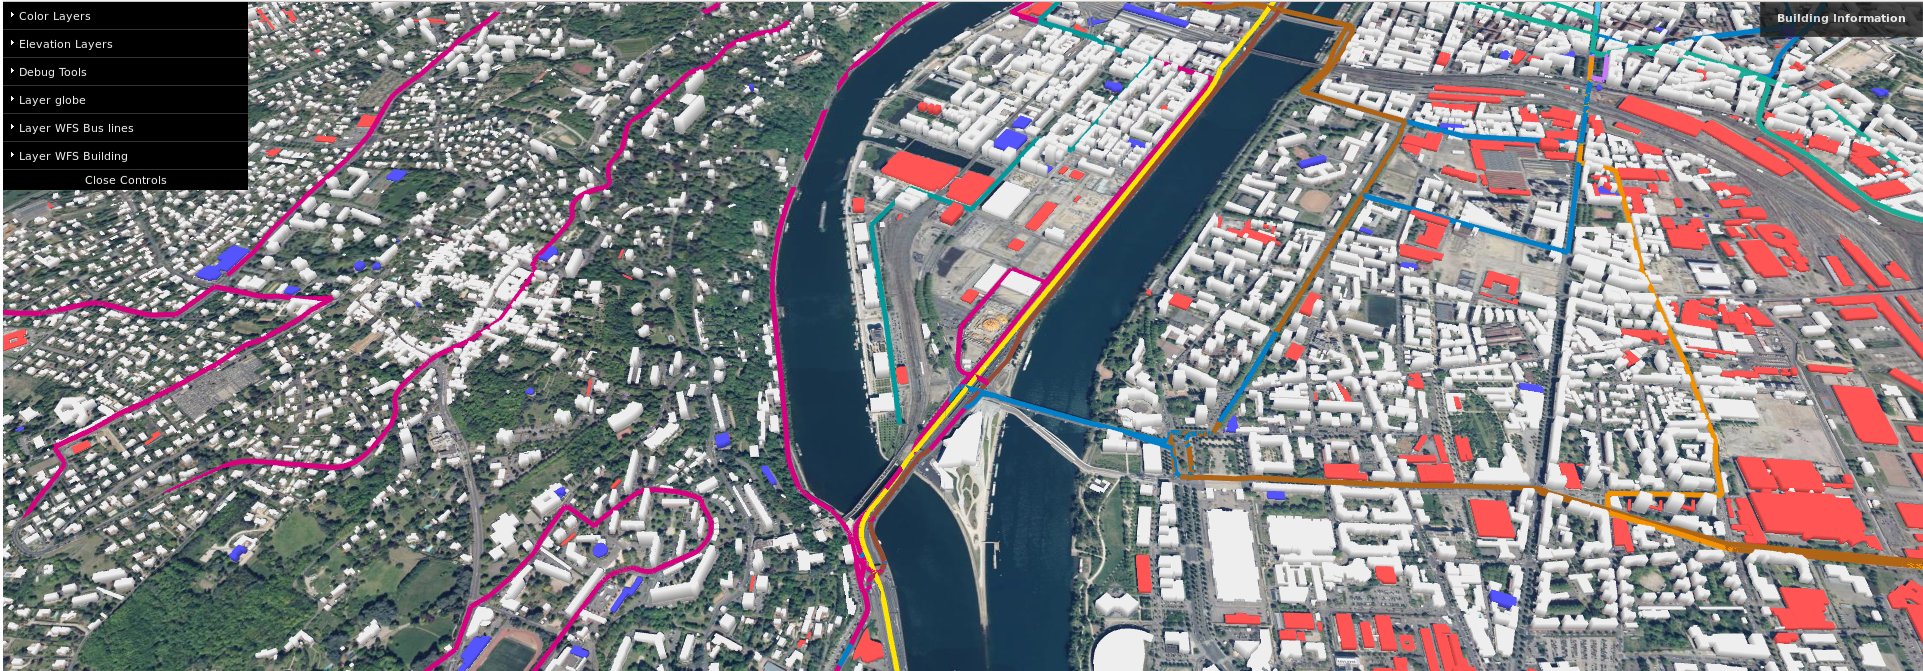 Color Layers
Elevation Layers
Debug Tools
Layer globe
Layer WFS Bus lines
Layer WFS Building
Close Controls
Building Information